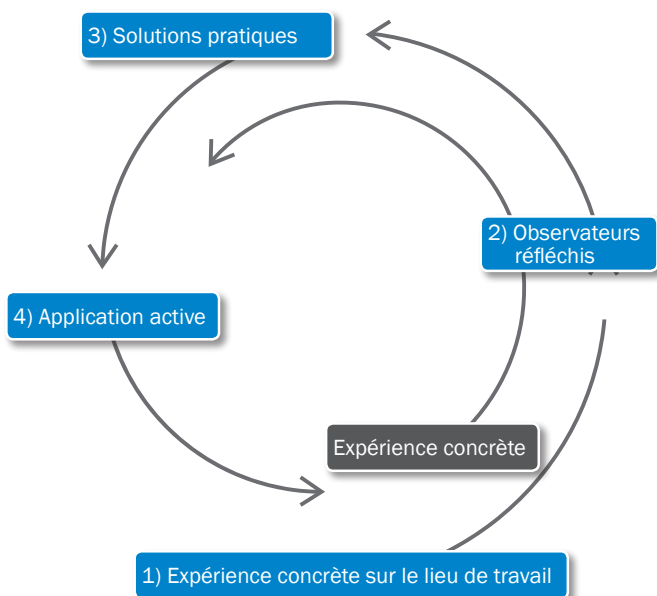 3) Solutions pratiques
2) Observateurs
réfléchis
4) Application active
Expérience concrète
1) Expérience concrète sur le lieu de travail